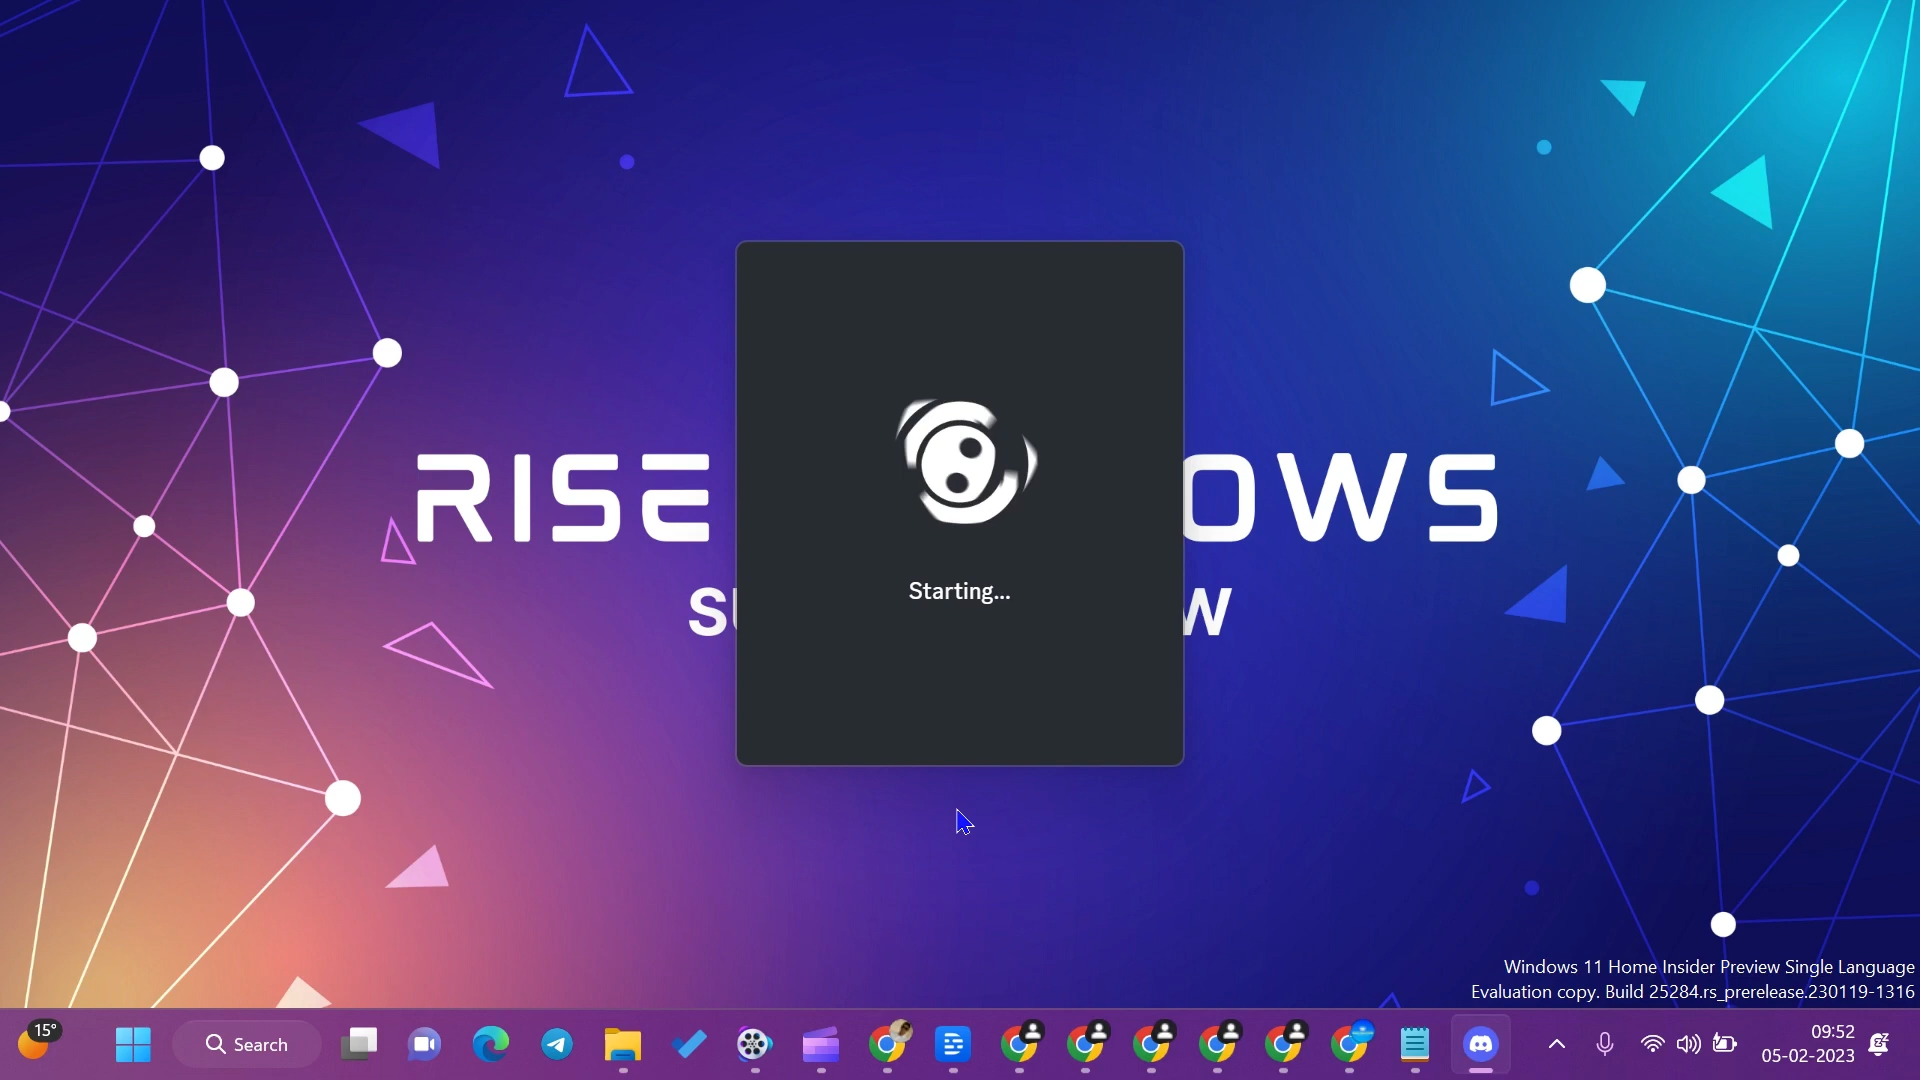 RISE OWS
Starting...
W
Windows 11 Home Insider Preview Single Language
Evaluation copy. Build 25284.rs_prerelease.230119-1316
15°
Search
09:52
05-02-2023